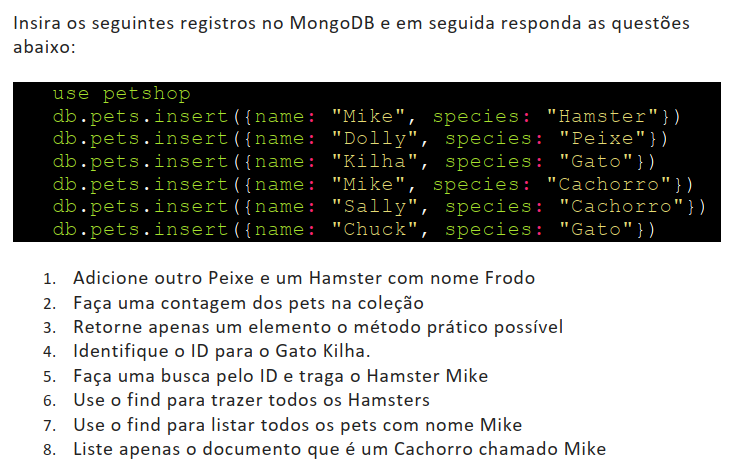 Insira os seguintes registros no MongoDB e em seguida responda as questões
abaixo:
use petshop
db.pets.insert({name: "Mike", species: "Hamster"})
db.pets.insert({name: "Dolly", species: "Peixe"})
db.pets.insert({name: "Kilha", species: "Gato"})
db.pets.insert({name: "Mike", species: "Cachorro"})
db.pets.insert({name: "Sally", species: "Cachorro"})
db.pets.insert({name: "Chuck", species: "Gato"})
1. Adicione outro Peixe e um Hamster com nome Frodo
2. Faça uma contagem dos pets na coleção
3. Retorne apenas um elemento o método prático possível
4. Identifique o ID para o Gato Kilha.
5. Faça uma busca pelo ID e traga o Hamster Mike
6. Use o find para trazer todos os Hamsters
7. Use o find para listar todos os pets com nome Mike
8. Liste apenas o documento que é um Cachorro chamado Mike